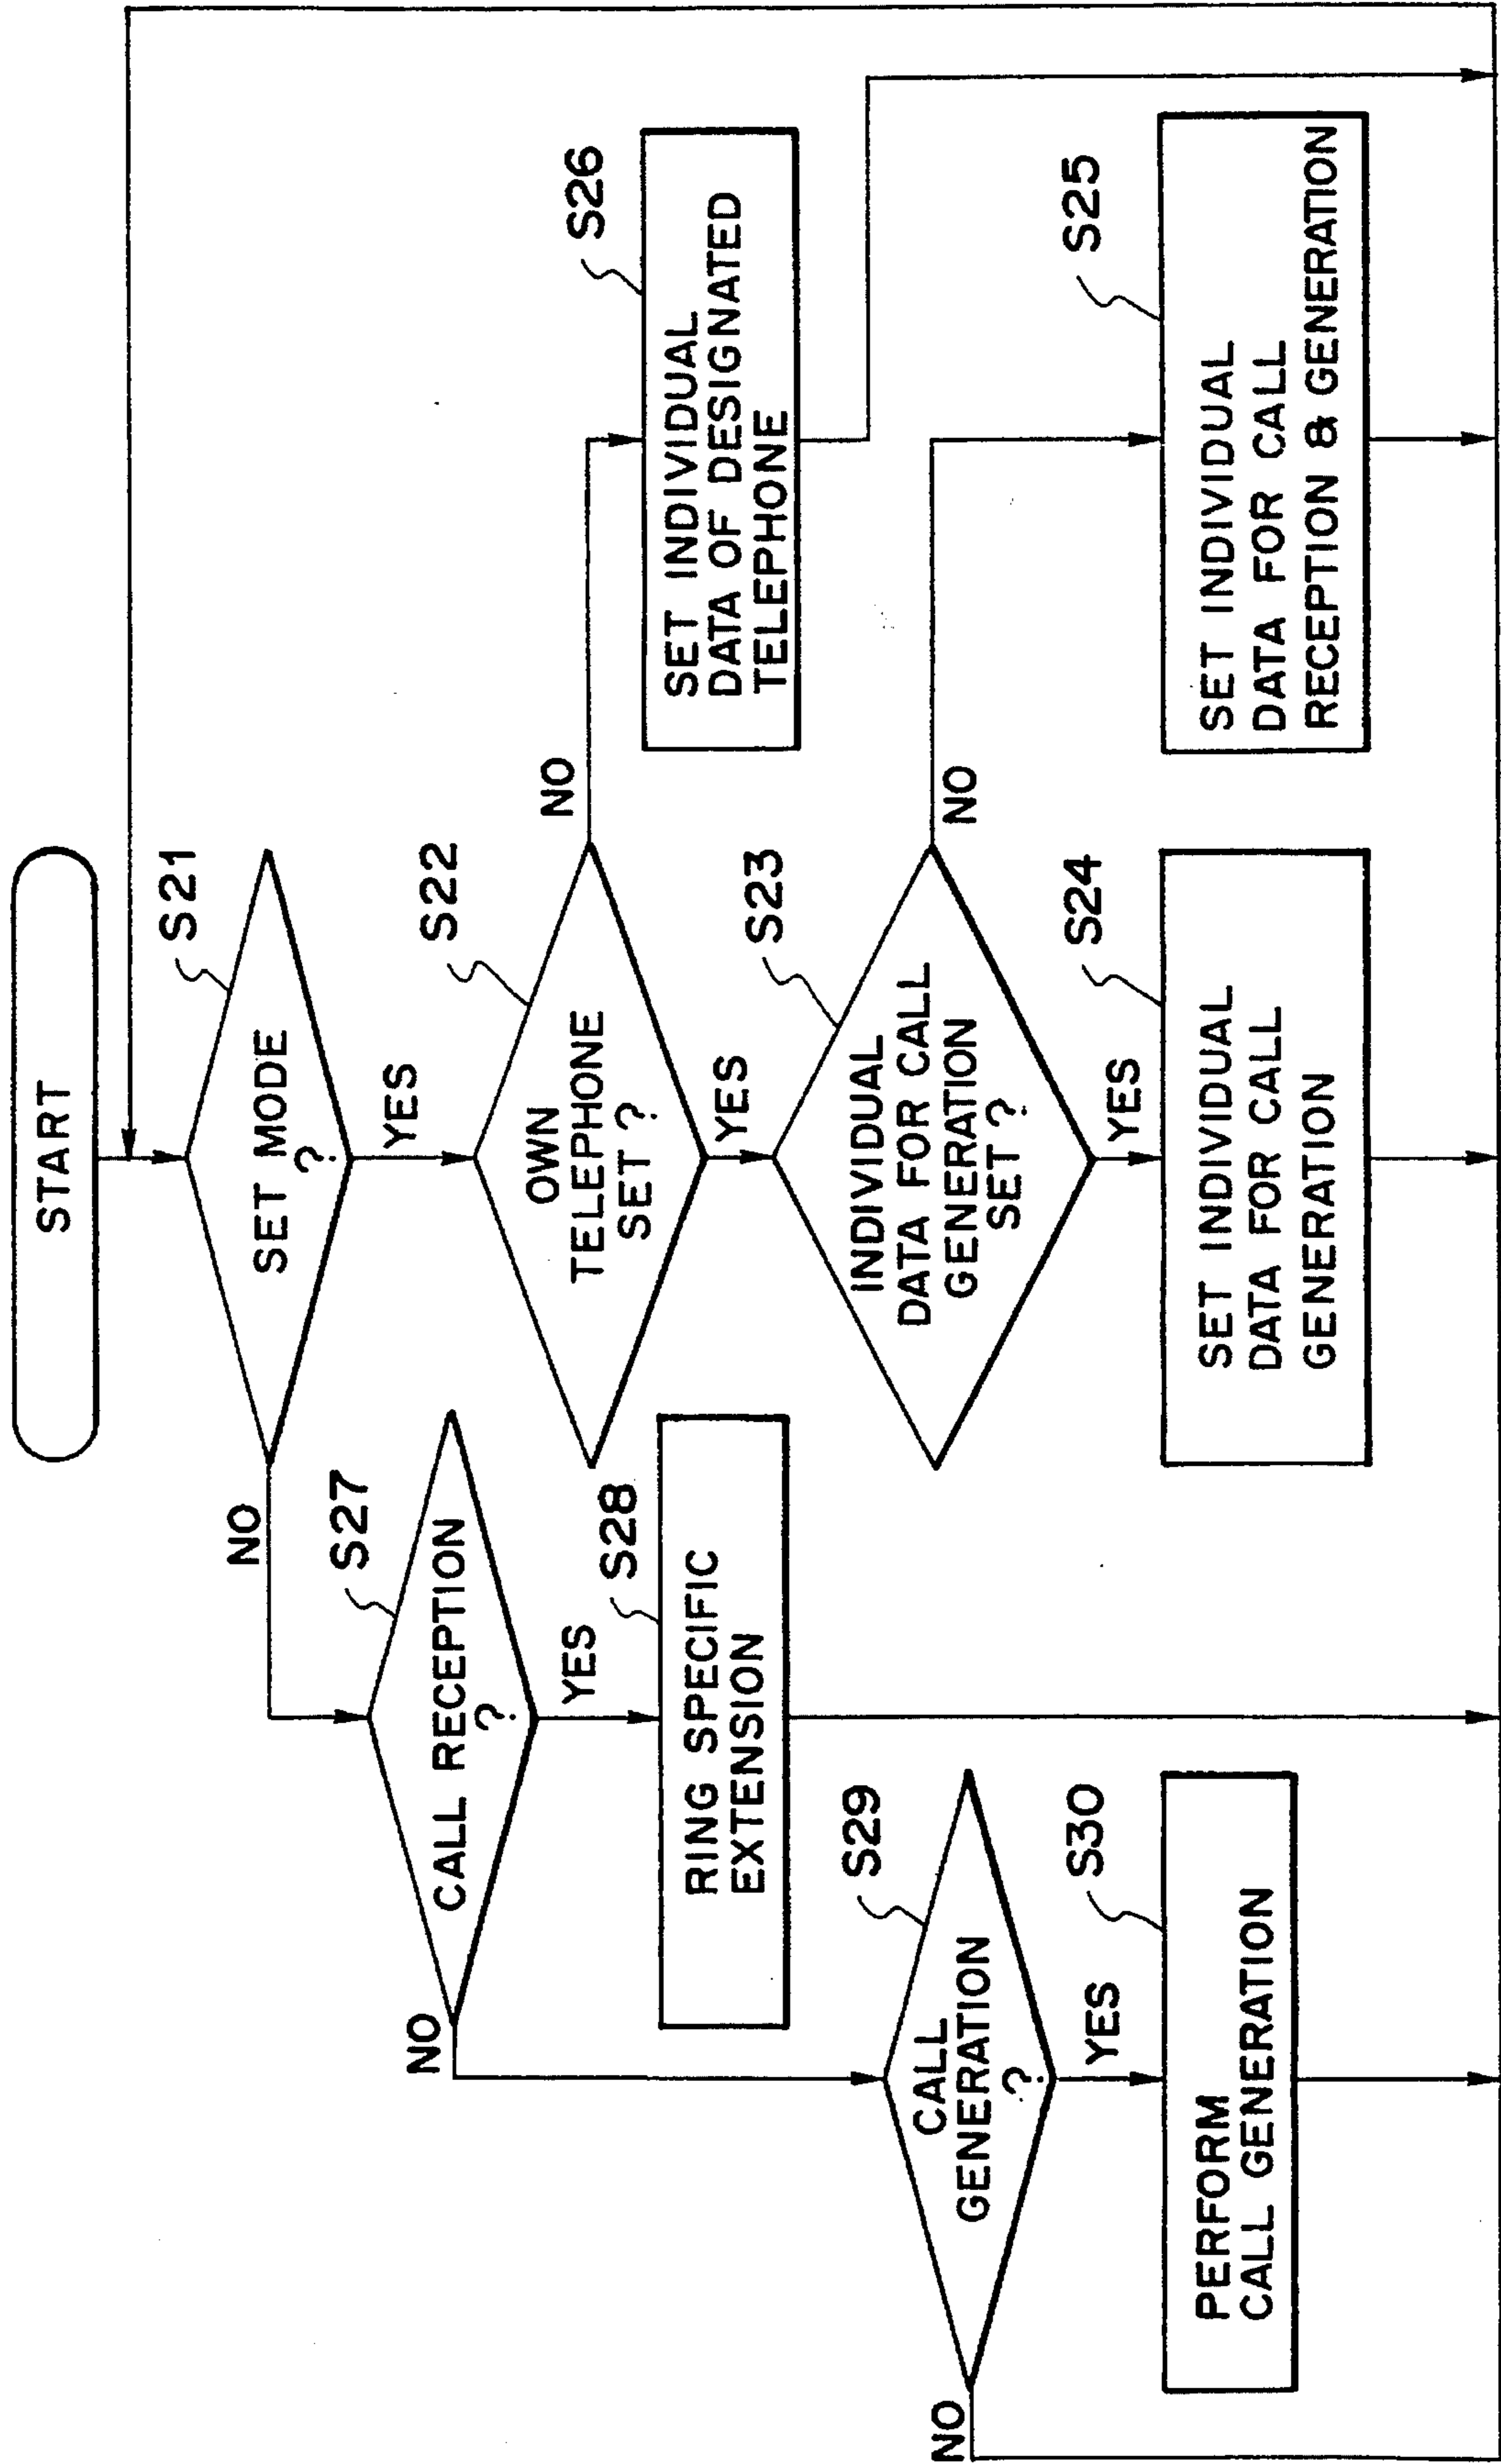 START
S21
SET MODE
?
NO
YES
S22
OWN
TELEPHONE
SET ?
NO
YES
S26
SET INDIVIDUAL
DATA OF DESIGNATED
TELEPHONE
S23
INDIVIDUAL
DATA FOR CALL
GENERATION
SET ?
NO
YES
S24
SET INDIVIDUAL
DATA FOR CALL
GENERATION
S25
SET INDIVIDUAL
DATA FOR CALL
RECEPTION & GENERATION
S27
CALL RECEPTION
?
NO
YES
S28
RING SPECIFIC
EXTENSION
S29
CALL
GENERATION
?
NO
YES
S30
PERFORM
CALL GENERATION